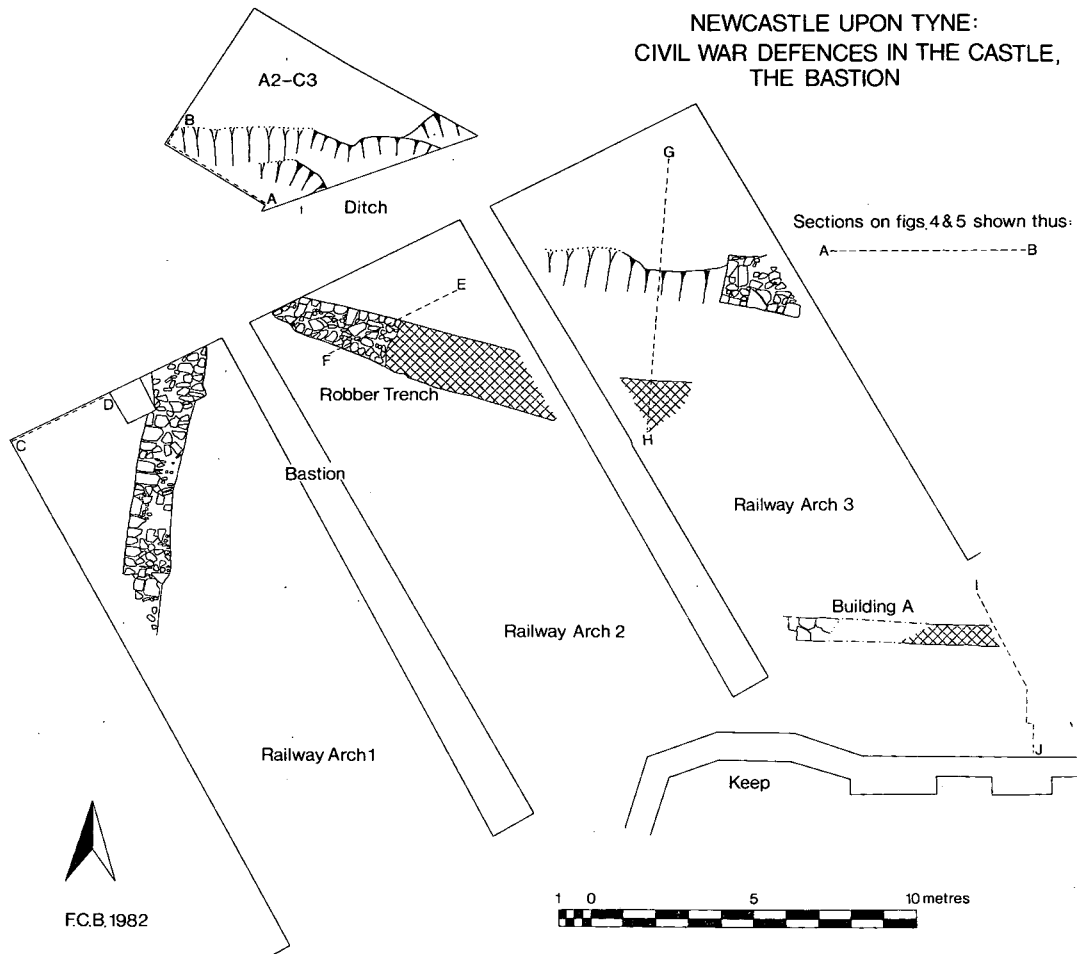 NEWCASTLE UPON TYNE:
CIVIL WAR DEFENCES IN THE CASTLE,
THE BASTION
A2-C3
B
A
Ditch
G
Sections on figs. 4 & 5 shown thus:
A B
E
F
D
C
Robber Trench
H
Bastion
Railway Arch 3
I
Building A
Railway Arch 2
Railway Arch 1
J
Keep
F.C.B. 1982
1 0 5 10 metres